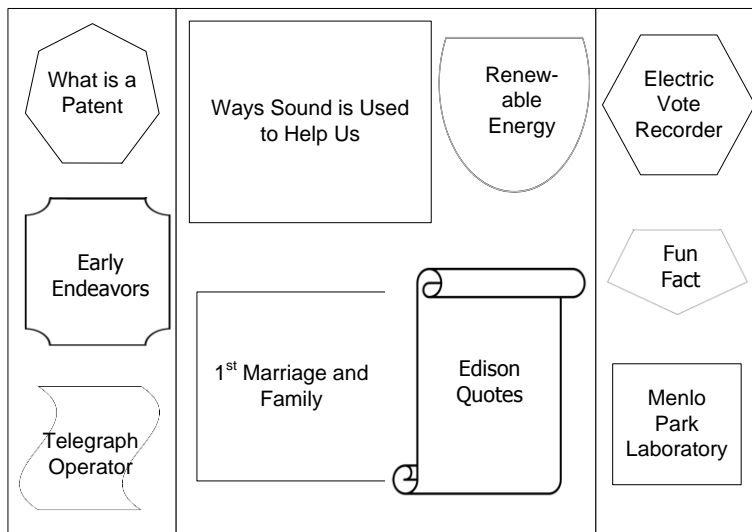 What is a
Patent
Early
Endeavors
Telegraph
Operator
Ways Sound is Used
to Help Us
Renew-
able
Energy
1st Marriage and
Family
Edison
Quotes
Electric
Vote
Recorder
Fun
Fact
Menlo
Park
Laboratory